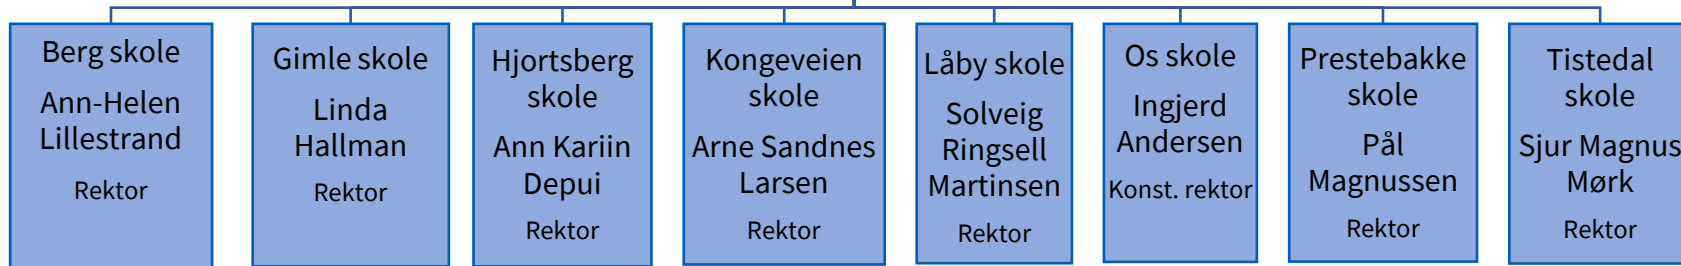 Berg skole
Ann-Helen
Lillestrand
Rektor
Gimle skole
Linda
Hallman
Rektor
Hjortsberg
skole
Ann Kariin
Depui
Rektor
Kongeveien
skole
Arne Sandnes
Larsen
Rektor
Låby skole
Solveig
Ringsell
Martinsen
Rektor
Os skole
Ingjerd
Andersen
Konst. rektor
Prestebakke
skole
Pål
Magnussen
Rektor
Tistedal
skole
Sjur Magnus
Mørk
Rektor